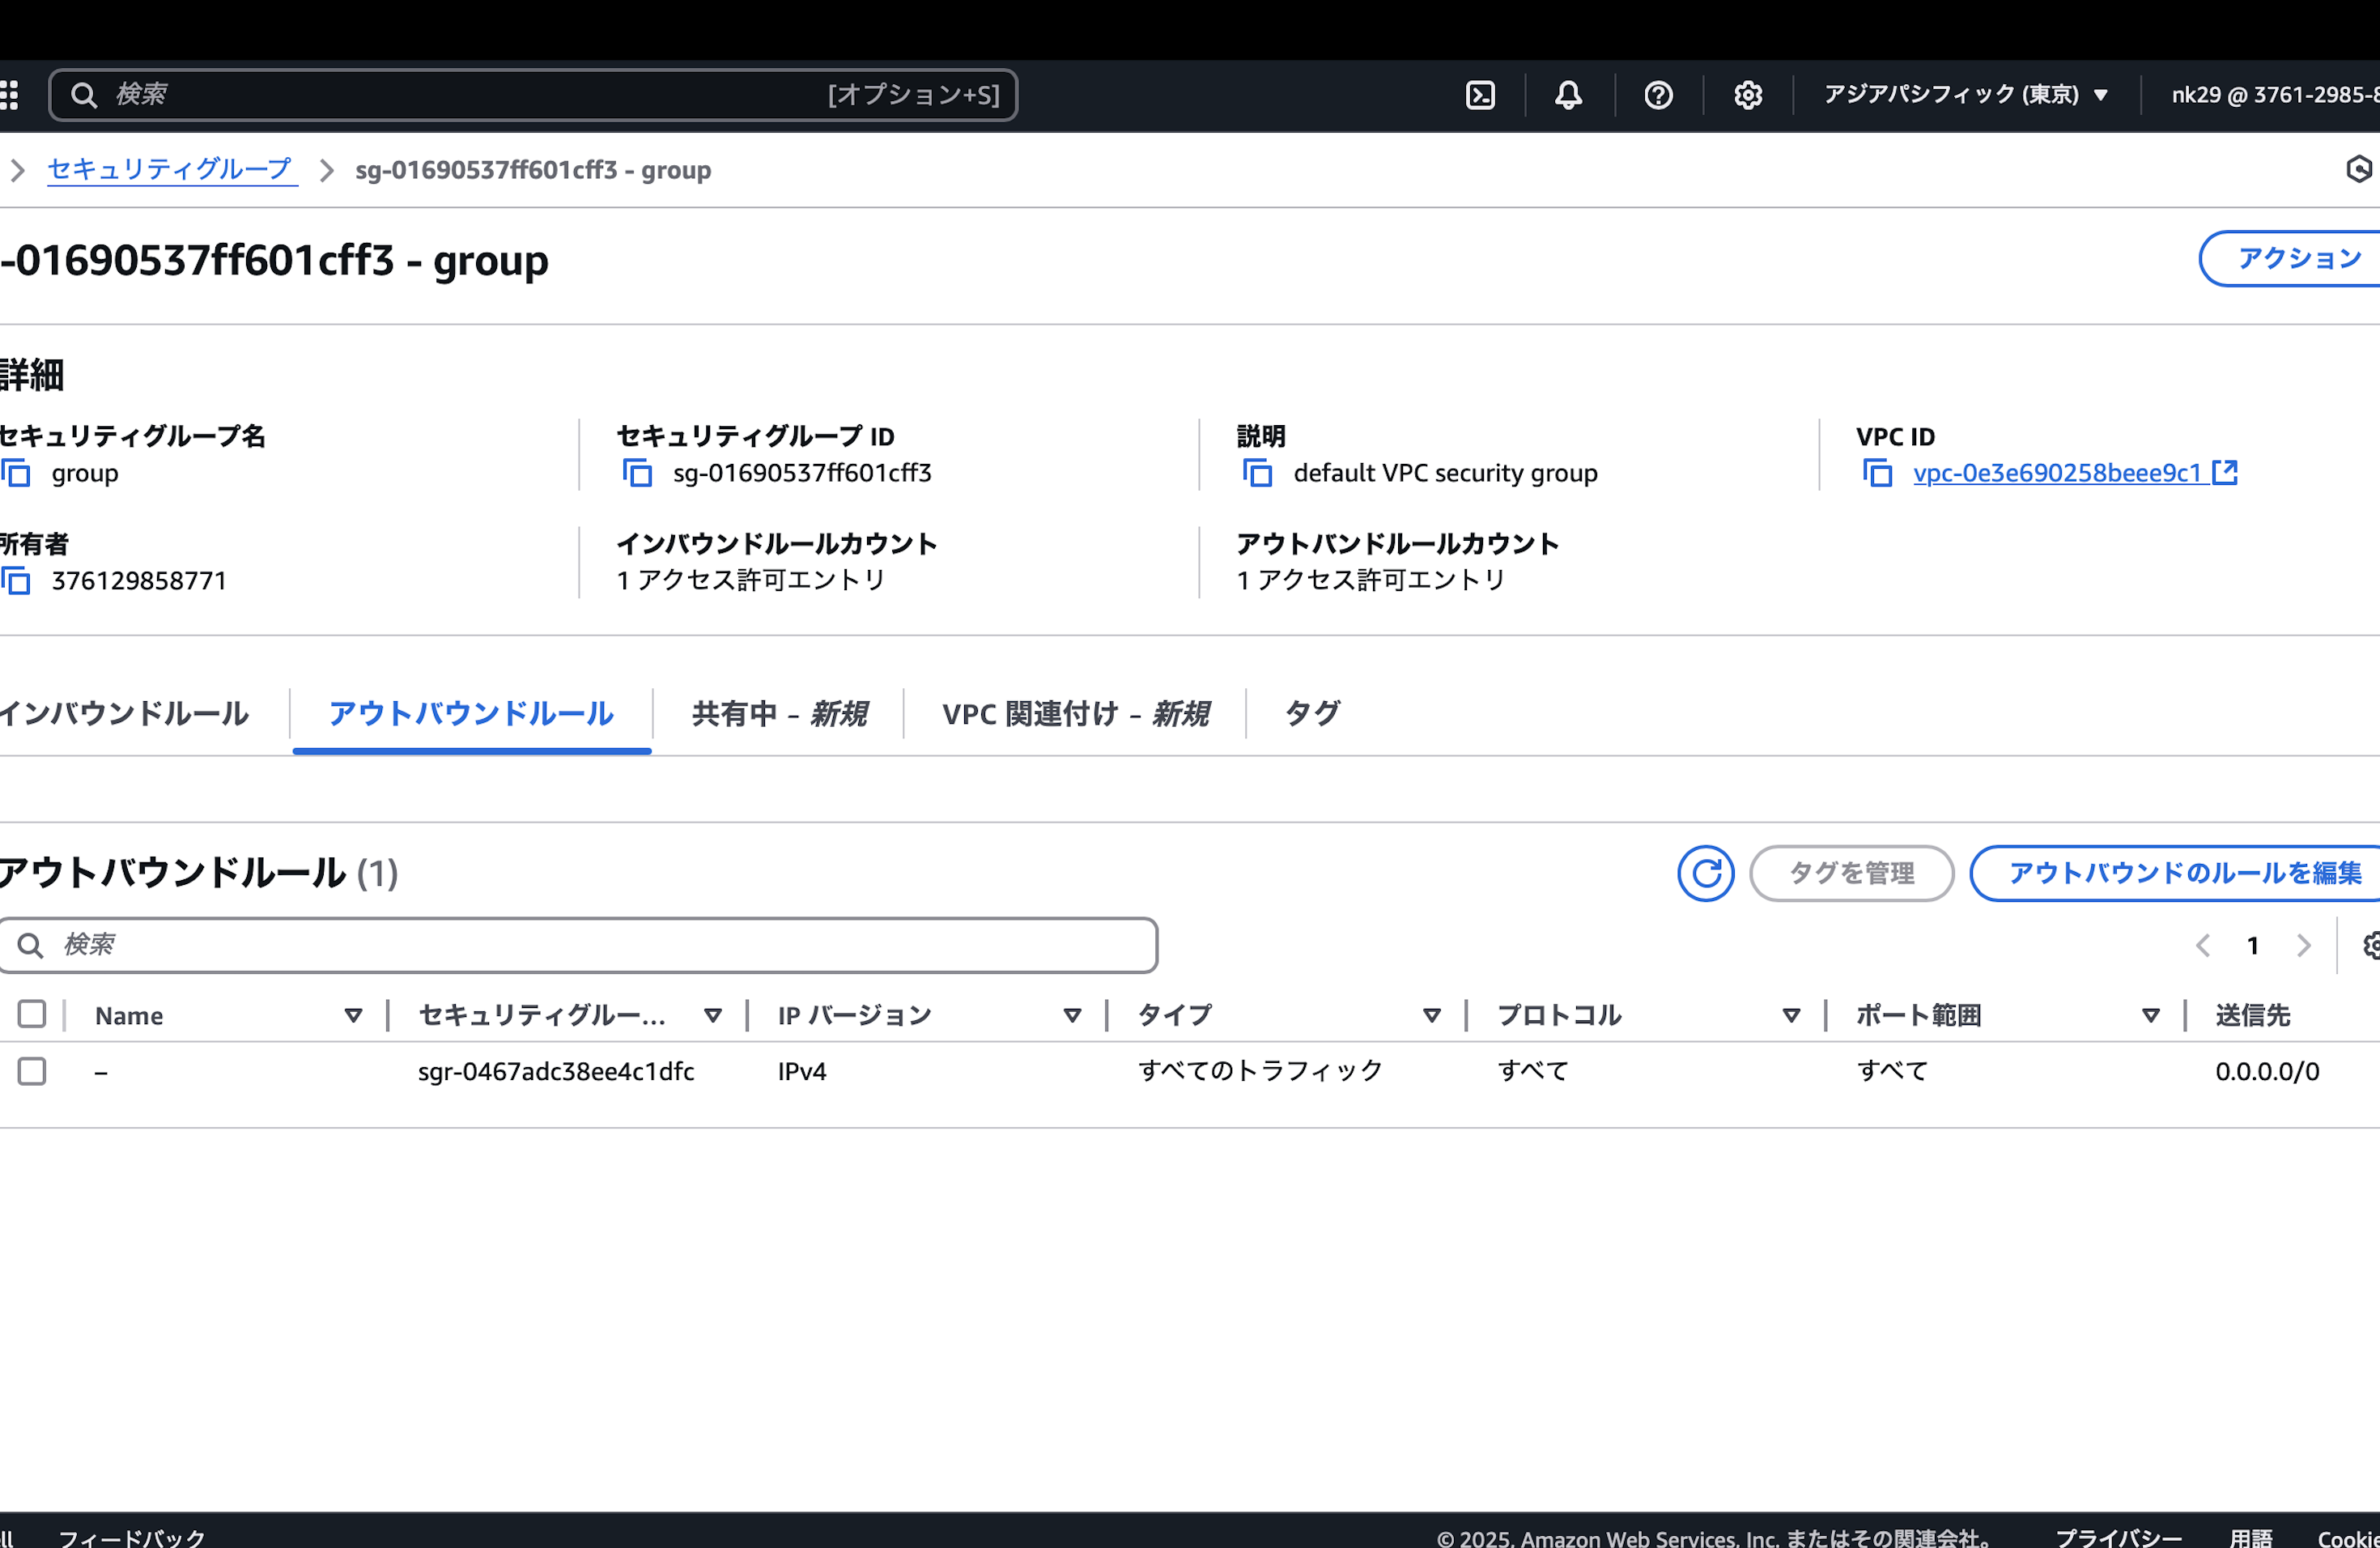 検索 [オプション+S] アジアパシフィック (東京) ▼ nk29 @ 3761-2985-8
セキュリティグループ > sg-01690537ff601cff3 - group
-01690537ff601cff3 - group アクション
詳細
セキュリティグループ名 セキュリティグループ ID 説明 VPC ID
group sg-01690537ff601cff3 default VPC security group vpc-0e3e690258beee9c1
所有者 インバウンドルールカウント アウトバンドルールカウント
376129858771 1 アクセス許可エントリ 1 アクセス許可エントリ
インバウンドルール アウトバウンドルール 共有中 – 新規 VPC 関連付け – 新規 タグ
アウトバウンドルール (1) タグを管理 アウトバウンドのルールを編集
検索 1
Name セキュリティグルー... IP バージョン タイプ プロトコル ポート範囲 送信先
– sgr-0467adc38ee4c1dfc IPv4 すべてのトラフィック すべて すべて 0.0.0.0/0
ll フィードバック © 2025, Amazon Web Services, Inc. またはその関連会社。 プライバシー 用語 Cookie